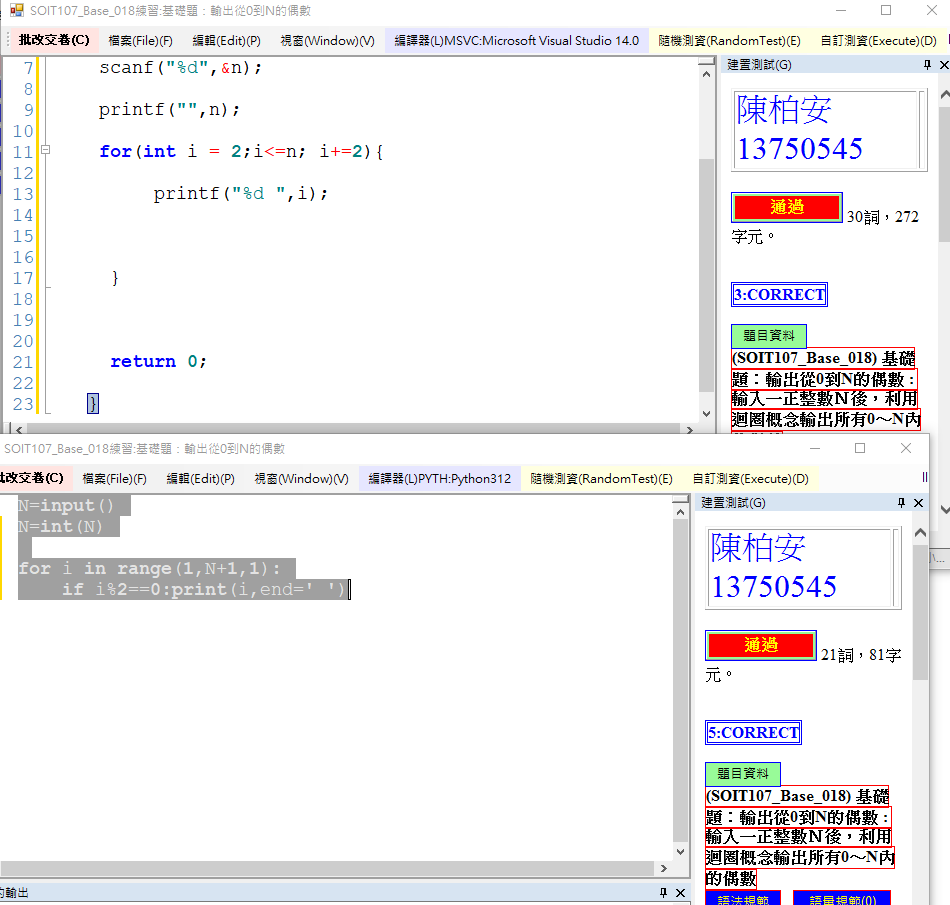 SOIT107_Base_018練習:基礎題：輸出從0到N的偶數
批改交卷(C) 檔案(File)(F) 編輯(Edit)(P) 視窗(Window)(V) 編譯器(L)MSVC:Microsoft Visual Studio 14.0 隨機測資(RandomTest)(E) 自訂測資(Execute)(D)
7 scanf("%d",&n);
8
9 printf("",n);
10
11 for(int i = 2;i<=n; i+=2){
12
13 printf("%d ",i);
14
15
16
17 }
18
19
20
21 return 0;
22
23 }
建置測試(G)
陳柏安
13750545
通過 30詞，272
字元。
3:CORRECT
題目資料
(SOIT107_Base_018) 基礎
題：輸出從0到N的偶數：
輸入一正整數N後，利用
迴圈概念輸出所有0～N內
SOIT107_Base_018練習:基礎題：輸出從0到N的偶數
批改交卷(C) 檔案(File)(F) 編輯(Edit)(P) 視窗(Window)(V) 編譯器(L)PYTH:Python312 隨機測資(RandomTest)(E) 自訂測資(Execute)(D)
N=input()
N=int(N)
for i in range(1,N+1,1):
if i%2==0:print(i,end=' ')
建置測試(G)
陳柏安
13750545
通過 21詞，81字
元。
5:CORRECT
題目資料
(SOIT107_Base_018) 基礎
題：輸出從0到N的偶數：
輸入一正整數N後，利用
迴圈概念輸出所有0～N內
的偶數
語法規範 語量規範(0)
的輸出